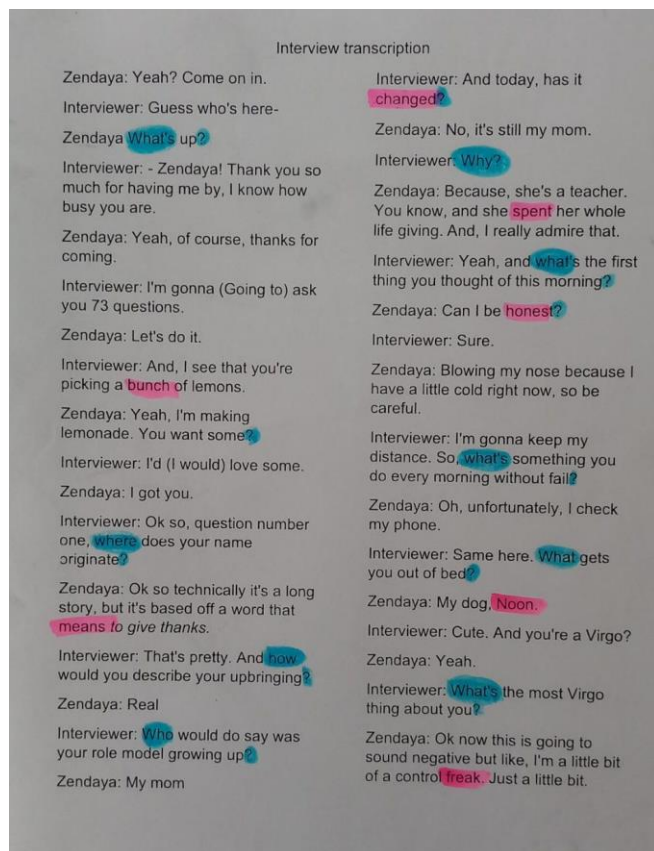 Interview transcription
Zendaya: Yeah? Come on in.
Interviewer: Guess who's here-
Zendaya What's up?
Interviewer: - Zendaya! Thank you so
much for having me by, I know how
busy you are.
Zendaya: Yeah, of course, thanks for
coming.
Interviewer: I'm gonna (Going to) ask
you 73 questions.
Zendaya: Let's do it.
Interviewer: And, I see that you're
picking a bunch of lemons.
Zendaya: Yeah, I'm making
lemonade. You want some?
Interviewer: I'd (I would) love some.
Zendaya: I got you.
Interviewer: Ok so, question number
one, where does your name
originate?
Zendaya: Ok so technically it's a long
story, but it's based off a word that
means to give thanks.
Interviewer: That's pretty. And how
would you describe your upbringing?
Zendaya: Real
Interviewer: Who would do say was
your role model growing up?
Zendaya: My mom
Interviewer: And today, has it
changed?
Zendaya: No, it's still my mom.
Interviewer: Why?
Zendaya: Because, she's a teacher.
You know, and she spent her whole
life giving. And, I really admire that.
Interviewer: Yeah, and what's the first
thing you thought of this morning?
Zendaya: Can I be honest?
Interviewer: Sure.
Zendaya: Blowing my nose because I
have a little cold right now, so be
careful.
Interviewer: I'm gonna keep my
distance. So, what's something you
do every morning without fail?
Zendaya: Oh, unfortunately, I check
my phone.
Interviewer: Same here. What gets
you out of bed?
Zendaya: My dog, Noon.
Interviewer: Cute. And you're a Virgo?
Zendaya: Yeah.
Interviewer: What's the most Virgo
thing about you?
Zendaya: Ok now this is going to
sound negative but like, I'm a little bit
of a control freak. Just a little bit.